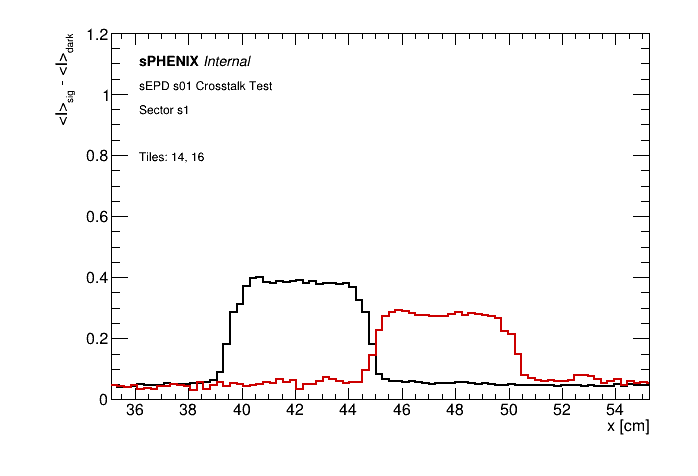 1.2
1
0.8
0.6
0.4
0.2
0
<I>sig - <I>dark
sPHENIX Internal
sEPD s01 Crosstalk Test
Sector s1
Tiles: 14, 16
36 38 40 42 44 46 48 50 52 54
x [cm]